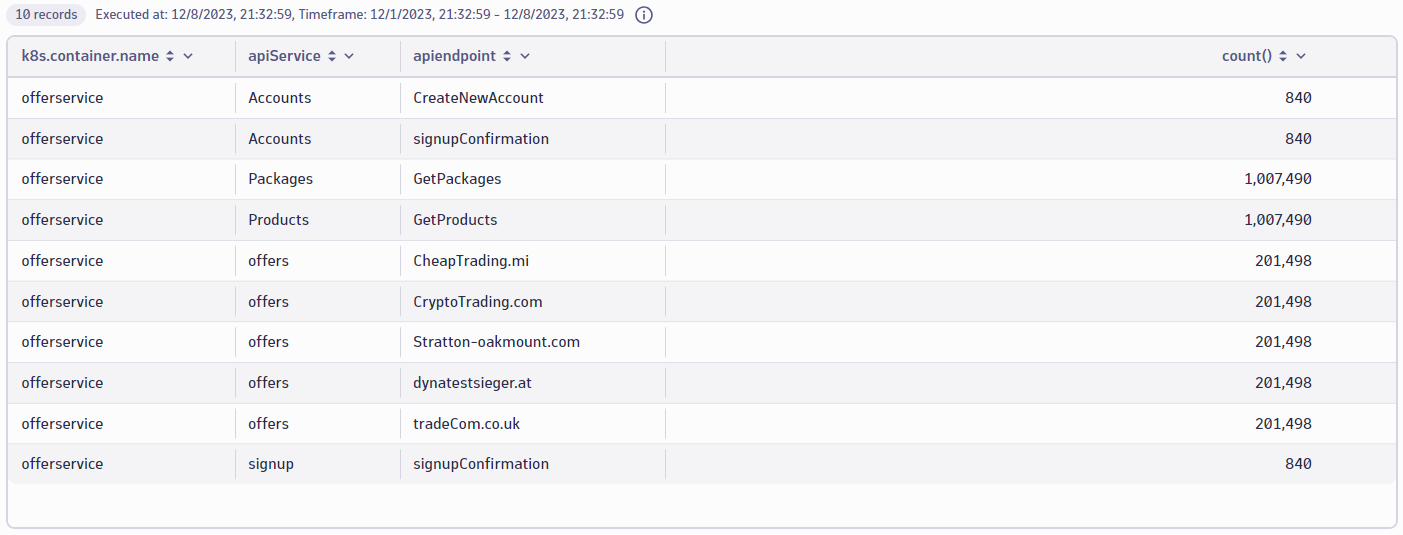 10 records Executed at: 12/8/2023, 21:32:59, Timeframe: 12/1/2023, 21:32:59 - 12/8/2023, 21:32:59
k8s.container.name apiService apiendpoint count()
offerservice Accounts CreateNewAccount 840
offerservice Accounts signupConfirmation 840
offerservice Packages GetPackages 1,007,490
offerservice Products GetProducts 1,007,490
offerservice offers CheapTrading.mi 201,498
offerservice offers CryptoTrading.com 201,498
offerservice offers Stratton-oakmount.com 201,498
offerservice offers dynatestsieger.at 201,498
offerservice offers tradeCom.co.uk 201,498
offerservice signup signupConfirmation 840